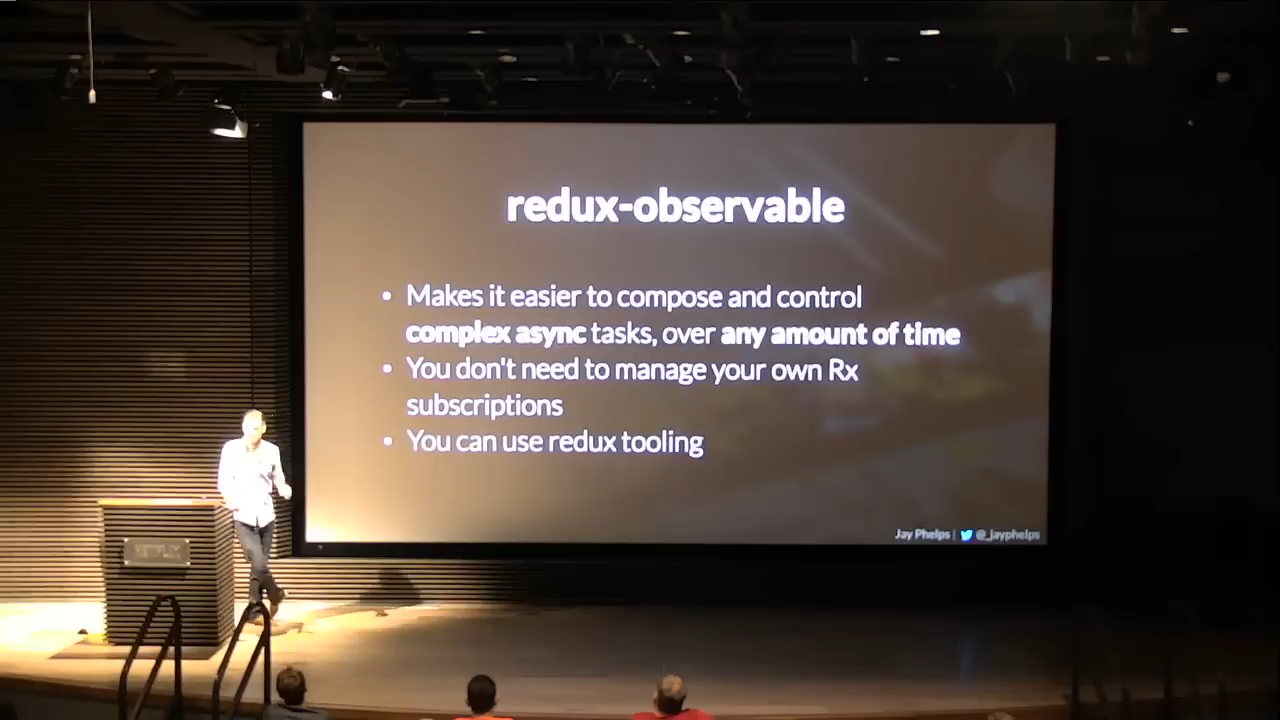 redux-observable
• Makes it easier to compose and control
complex async tasks, over any amount of time
• You don't need to manage your own Rx
subscriptions
• You can use redux tooling
Jay Phelps | @_jayphelps
NETFLIX